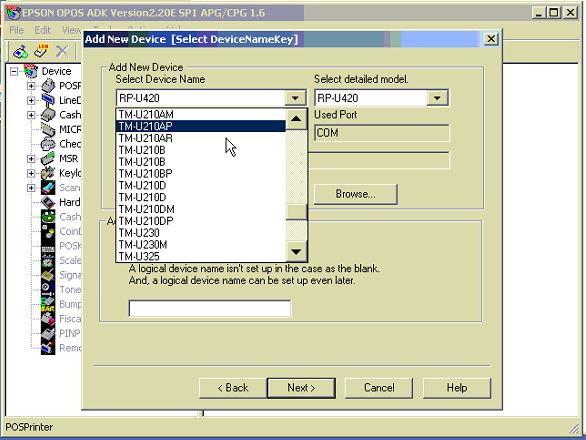 EPSON OPOS ADK Version2.20E SP1 APG/CPG 1.6
File Edit
Add New Device [Select DeviceNameKey]
Device
POSP
LineD
Cash
MICR
Chec
MSR
Keylo
Scan
Hard
Cash
CoinD
POSK
Scale
Signa
Tone
Bump
Fisca
PINP
Remo
Add New Device
Select Device Name
Select detailed model.
RP-U420
RP-U420
TM-U210AM
TM-U210AP
TM-U210AR
TM-U210B
TM-U210B
TM-U210BP
TM-U210D
TM-U210D
TM-U210DM
TM-U210DP
TM-U230
TM-U230M
TM-U325
Used Port
COM
Browse...
A logical device name isn't set up in the case as the blank.
And, a logical device name can be set up even later.
< Back
Next >
Cancel
Help
POSPrinter